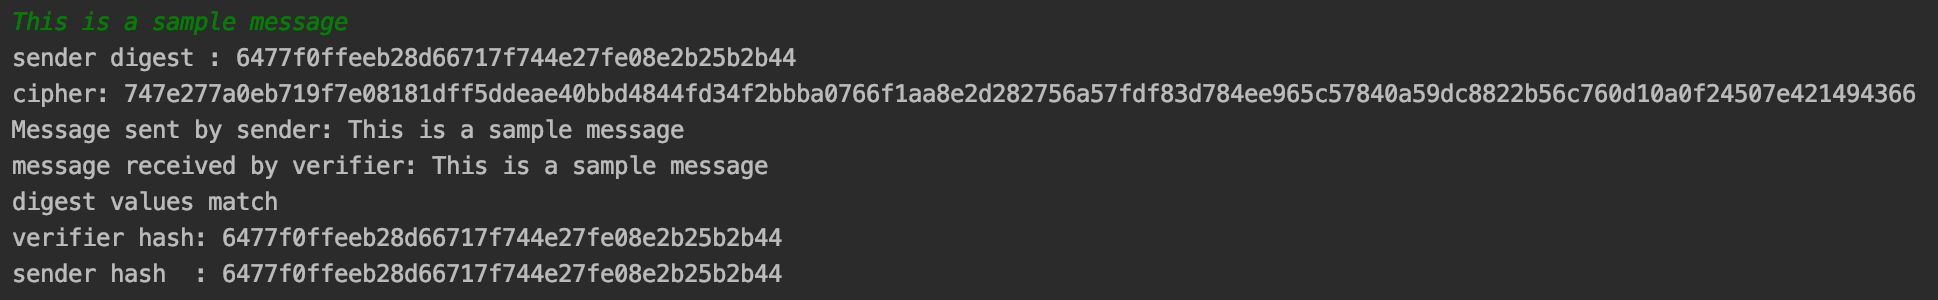 This is a sample message
sender digest : 6477f0ffeeb28d66717f744e27fe08e2b25b2b44
cipher: 747e277a0eb719f7e08181dff5ddeae40bbd4844fd34f2bbba0766f1aa8e2d282756a57fdf83d784ee965c57840a59dc8822b56c760d10a0f24507e421494366
Message sent by sender: This is a sample message
message received by verifier: This is a sample message
digest values match
verifier hash: 6477f0ffeeb28d66717f744e27fe08e2b25b2b44
sender hash  : 6477f0ffeeb28d66717f744e27fe08e2b25b2b44